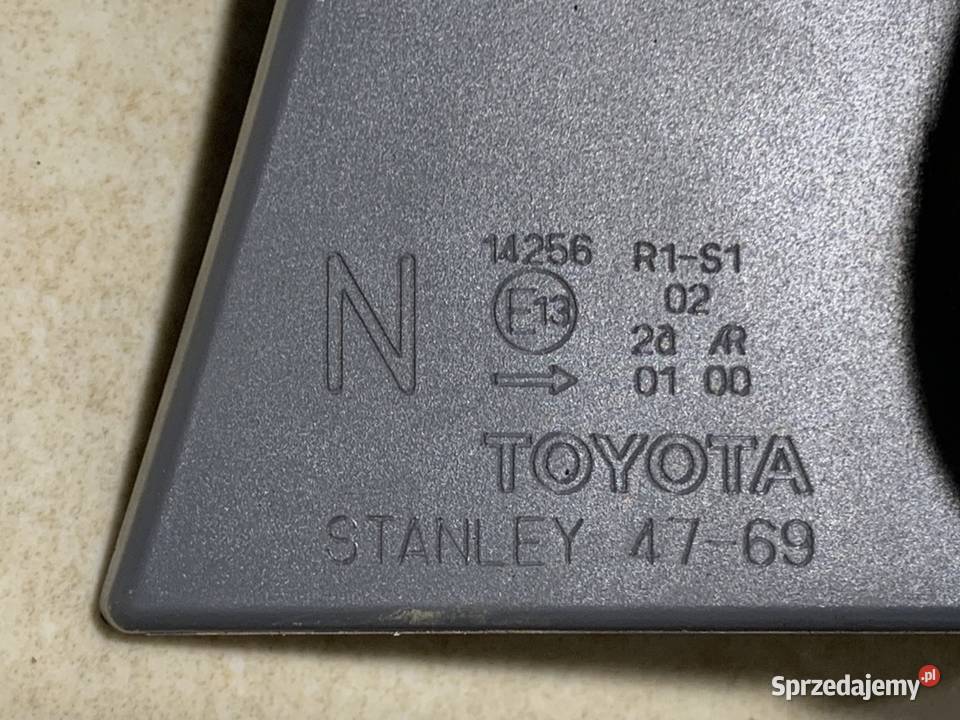 14256 R1-S1
N E13 02
2a AR
→ 01 00
TOYOTA
STANLEY 47-69
Sprzedajemy.pl